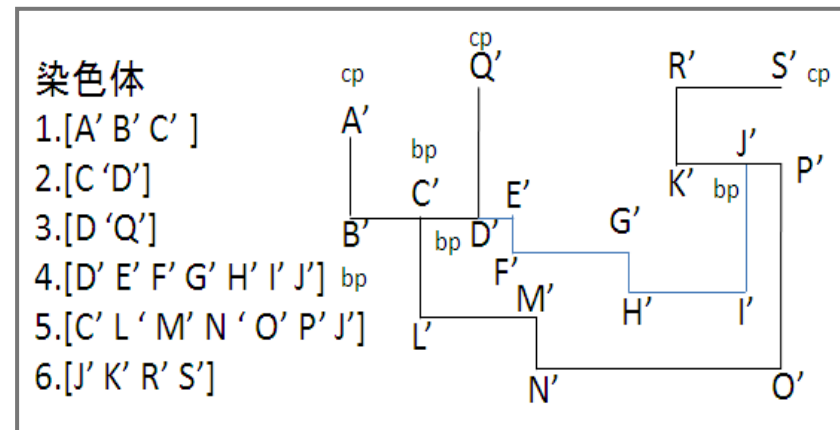 染色体
1.[A’ B’ C’ ]
2.[C ‘D’]
3.[D ‘Q’]
4.[D’ E’ F’ G’ H’ I’ J’] bp
5.[C’ L ‘ M’ N ‘ O’ P’ J’]
6.[J’ K’ R’ S’]
cp
cp
Q’
R’
S’ cp
A’
bp
J’
C’
E’
K’
bp
P’
B’
bp
D’
G’
F’
M’
H’
I’
L’
N’
O’